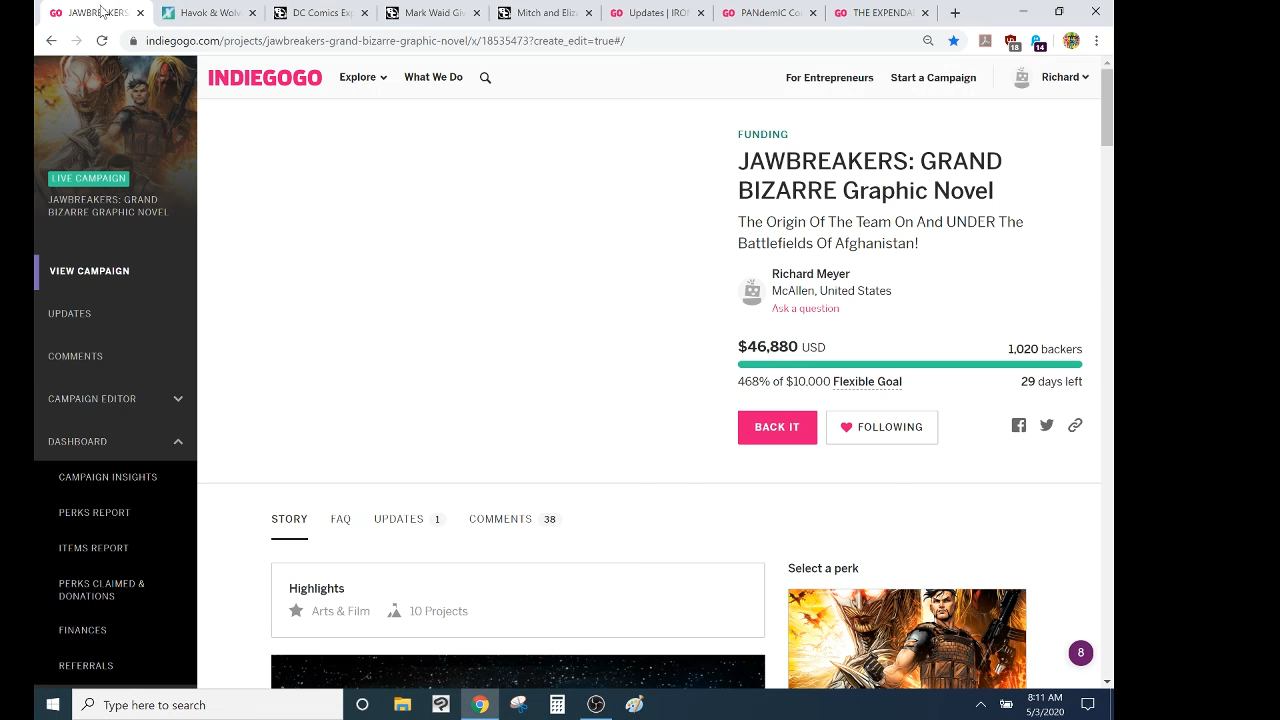 JAWBREAKERS:
Havok & Wolv
DC Comics Exp
Mark Waid Giv
Mitch and Eliz
Updates | IRON
PANdemIC Co
THE EXPENDAB
indiegogo.com/projects/jawbreakers-grand-bizarre-graphic-novel/x/18535473?create_edit=true#/
18
14
INDIEGOGO
Explore
What We Do
For Entrepreneurs
Start a Campaign
Richard
LIVE CAMPAIGN
JAWBREAKERS: GRAND
BIZARRE GRAPHIC NOVEL
VIEW CAMPAIGN
UPDATES
COMMENTS
CAMPAIGN EDITOR
DASHBOARD
CAMPAIGN INSIGHTS
PERKS REPORT
ITEMS REPORT
PERKS CLAIMED &
DONATIONS
FINANCES
REFERRALS
FUNDING
JAWBREAKERS: GRAND
BIZARRE Graphic Novel
The Origin Of The Team On And UNDER The
Battlefields Of Afghanistan!
Richard Meyer
McAllen, United States
Ask a question
$46,880 USD
1,020 backers
468% of $10,000 Flexible Goal
29 days left
BACK IT
FOLLOWING
STORY
FAQ
UPDATES 1
COMMENTS 38
Highlights
Arts & Film
10 Projects
Select a perk
8
Type here to search
8:11 AM
5/3/2020